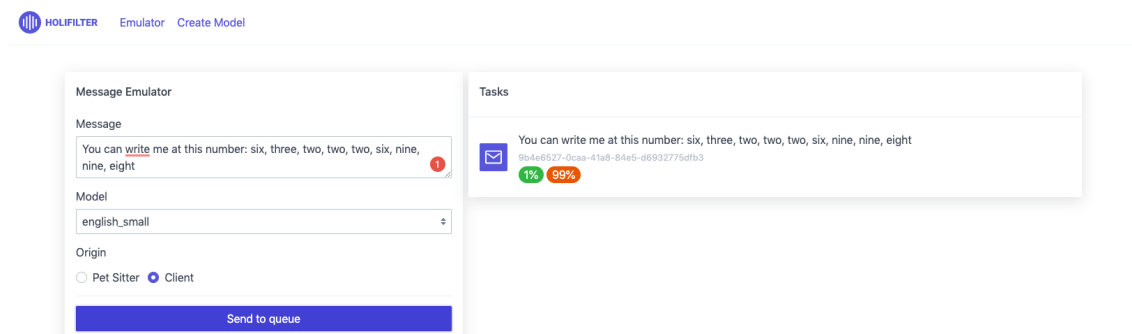 HOLIFILTER Emulator Create Model
Message Emulator
Message
You can write me at this number: six, three, two, two, two, six, nine,
nine, eight
1
Model
english_small
Origin
Pet Sitter Client
Send to queue
Tasks
You can write me at this number: six, three, two, two, two, six, nine, nine, eight
9b4e6527-0caa-41a8-84e5-d6932775dfb3
1% 99%